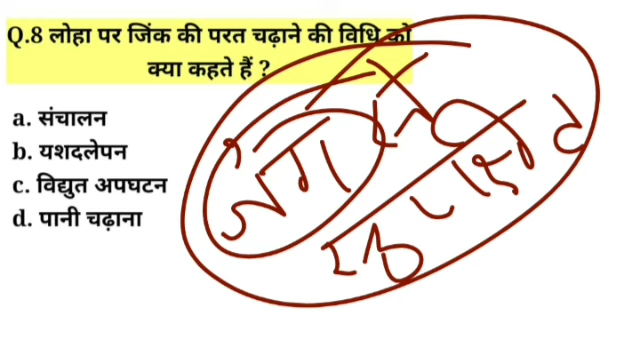 Q.8 लोहा पर जिंक की परत चढ़ाने की विधि को
क्या कहते हैं ?
a. संचालन
b. यशदलेपन
c. विद्युत अपघटन
d. पानी चढ़ाना
जंग